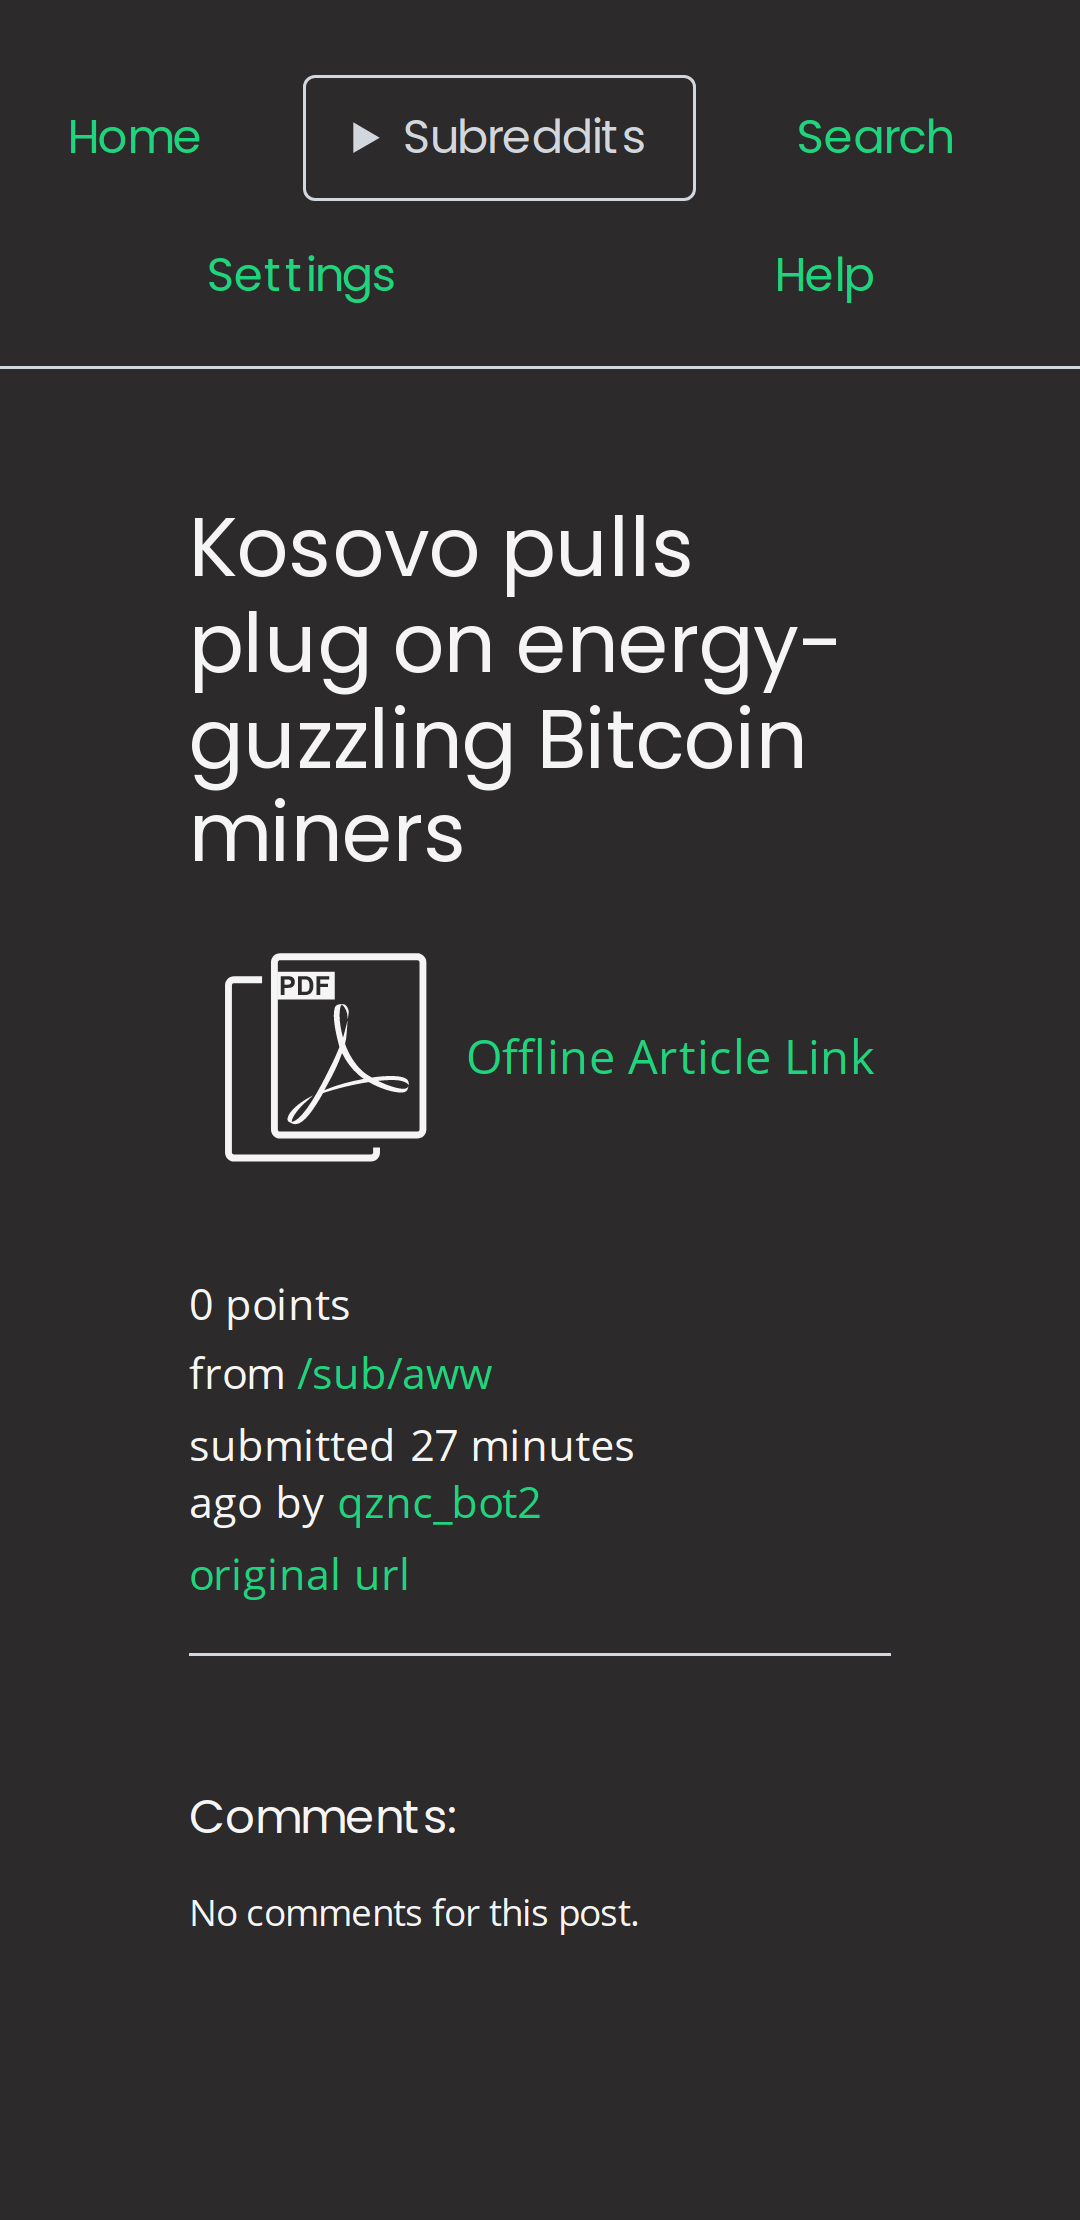 Home
▶ Subreddits
Search
Settings
Help
Kosovo pulls
plug on energy-
guzzling Bitcoin
miners
PDF
Offline Article Link
0 points
from /sub/aww
submitted 27 minutes
ago by qznc_bot2
original url
Comments:
No comments for this post.